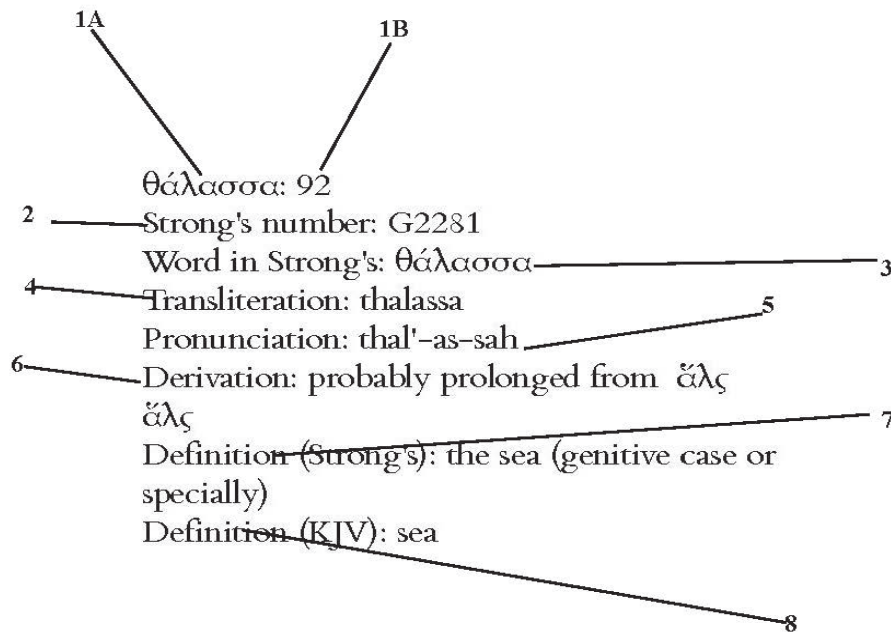 1A
1B
θάλασσα: 92
2
Strong's number: G2281
Word in Strong's: θάλασσα
3
4
Transliteration: thalassa
5
Pronunciation: thal'-as-sah
6
Derivation: probably prolonged from ἅλς
ἅλς
7
Definition (Strong's): the sea (genitive case or
specially)
Definition (KJV): sea
8